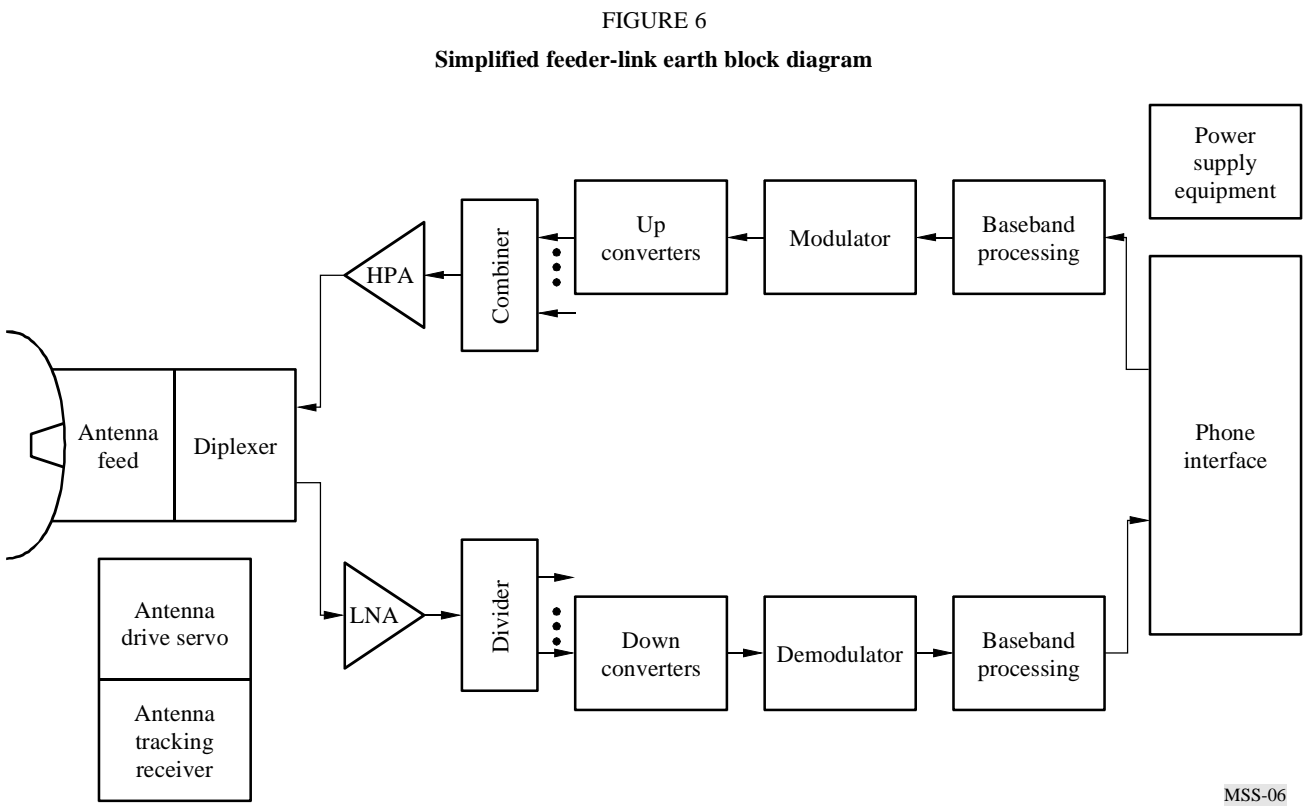 FIGURE 6
Simplified feeder-link earth block diagram
Power
supply
equipment
Up
converters
Modulator
Baseband
processing
Combiner
HPA
Antenna
feed
Diplexer
Phone
interface
LNA
Divider
Down
converters
Demodulator
Baseband
processing
Antenna
drive servo
Antenna
tracking
receiver
MSS-06